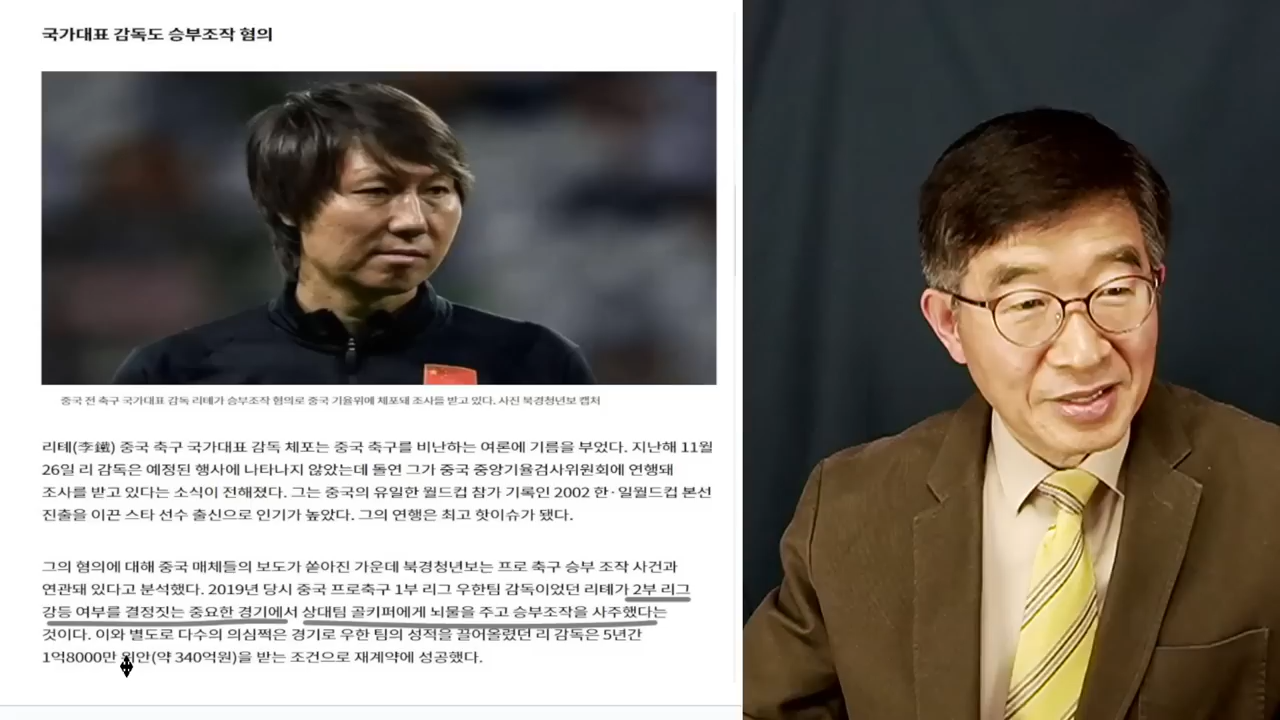 국가대표 감독도 승부조작 혐의
중국 전 축구 국가대표 감독 리톄가 승부조작 혐의로 중국 기율위에 체포돼 조사를 받고 있다. 사진 북경청년보 캡처
리톄(李鐵) 중국 축구 국가대표 감독 체포는 중국 축구를 비난하는 여론에 기름을 부었다. 지난해 11월
26일 리 감독은 예정된 행사에 나타나지 않았는데 돌연 그가 중국 중앙기율검사위원회에 연행돼
조사를 받고 있다는 소식이 전해졌다. 그는 중국의 유일한 월드컵 참가 기록인 2002 한·일월드컵 본선
진출을 이끈 스타 선수 출신으로 인기가 높았다. 그의 연행은 최고 핫이슈가 됐다.
그의 혐의에 대해 중국 매체들의 보도가 쏟아진 가운데 북경청년보는 프로 축구 승부 조작 사건과
연관돼 있다고 분석했다. 2019년 당시 중국 프로축구 1부 리그 우한팀 감독이었던 리톄가 2부 리그
강등 여부를 결정짓는 중요한 경기에서 상대팀 골키퍼에게 뇌물을 주고 승부조작을 사주했다는
것이다. 이와 별도로 다수의 의심쩍은 경기로 우한 팀의 성적을 끌어올렸던 리 감독은 5년간
1억8000만 위안(약 340억원)을 받는 조건으로 재계약에 성공했다.